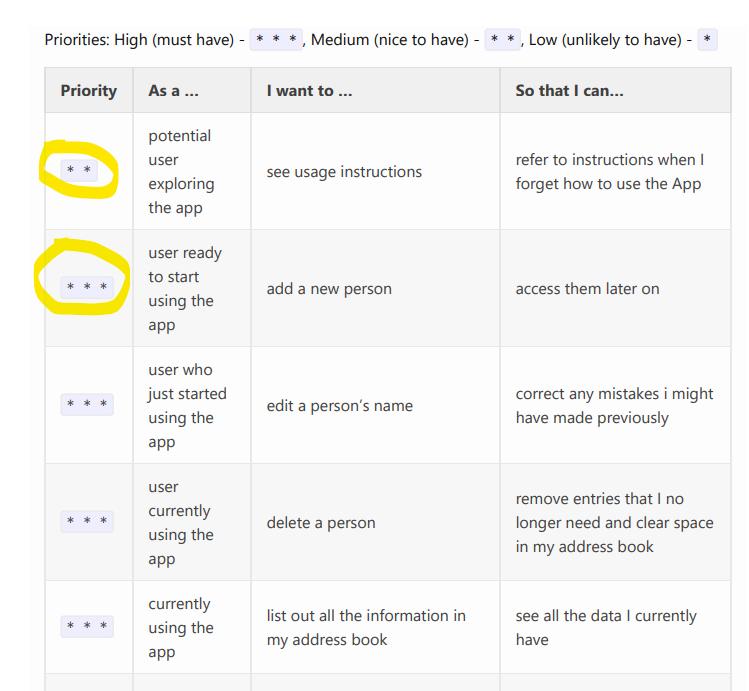 Priorities: High (must have) - * * *, Medium (nice to have) - * *, Low (unlikely to have) - *
Priority As a ... I want to ... So that I can...
* *
potential
user
exploring
the app
see usage instructions
refer to instructions when I
forget how to use the App
* * *
user ready
to start
using the
app
add a new person
access them later on
* * *
user who
just started
using the
app
edit a person’s name
correct any mistakes i might
have made previously
* * *
user
currently
using the
app
delete a person
remove entries that I no
longer need and clear space
in my address book
* * *
currently
using the
app
list out all the information in
my address book
see all the data I currently
have